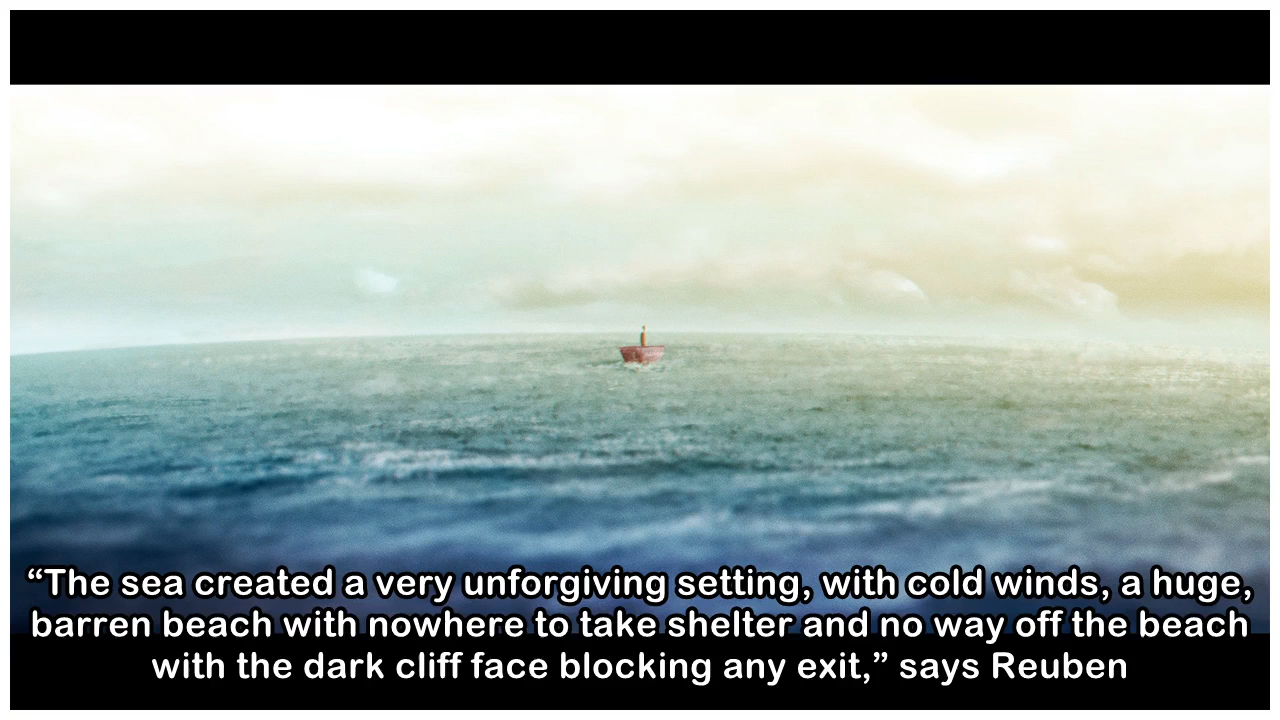 “The sea created a very unforgiving setting, with cold winds, a huge,
barren beach with nowhere to take shelter and no way off the beach
with the dark cliff face blocking any exit,” says Reuben